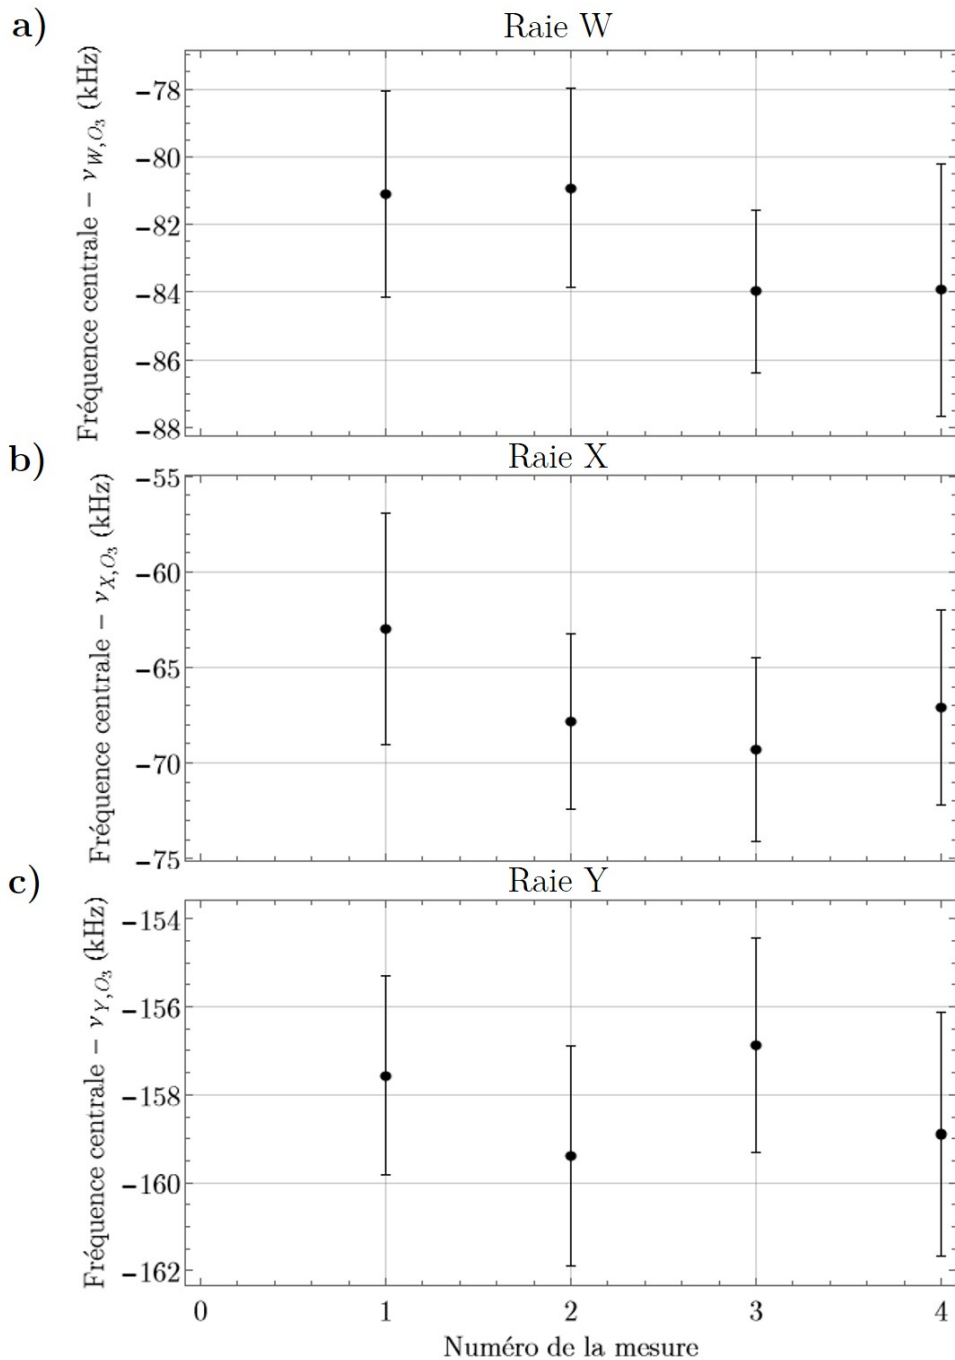 a)
Raie W
Fréquence centrale − ν_{W,O_3} (kHz)
−78
−80
−82
−84
−86
−88
b)
Raie X
Fréquence centrale − ν_{X,O_3} (kHz)
−55
−60
−65
−70
−75
c)
Raie Y
Fréquence centrale − ν_{Y,O_3} (kHz)
−154
−156
−158
−160
−162
0 1 2 3 4
Numéro de la mesure